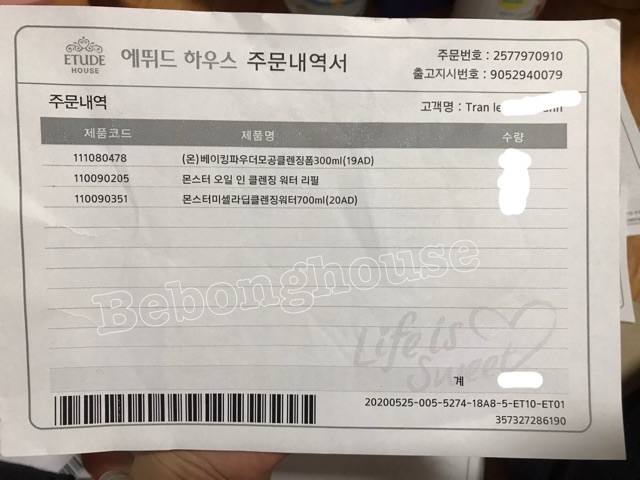 ETUDE
HOUSE
에뛰드 하우스 주문내역서
주문번호 : 2577970910
출고지시번호 : 9052940079
주문내역
고객명 : Tran le
제품코드 제품명 수량
111080478 (온)베이킹파우더모공클렌징폼300ml(19AD)
110090205 몬스터 오일 인 클렌징 워터 리필
110090351 몬스터미셀라딥클렌징워터700ml(20AD)
Bebonghouse
Life is
Sweet
계
20200525-005-5274-18A8-5-ET10-ET01
357327286190